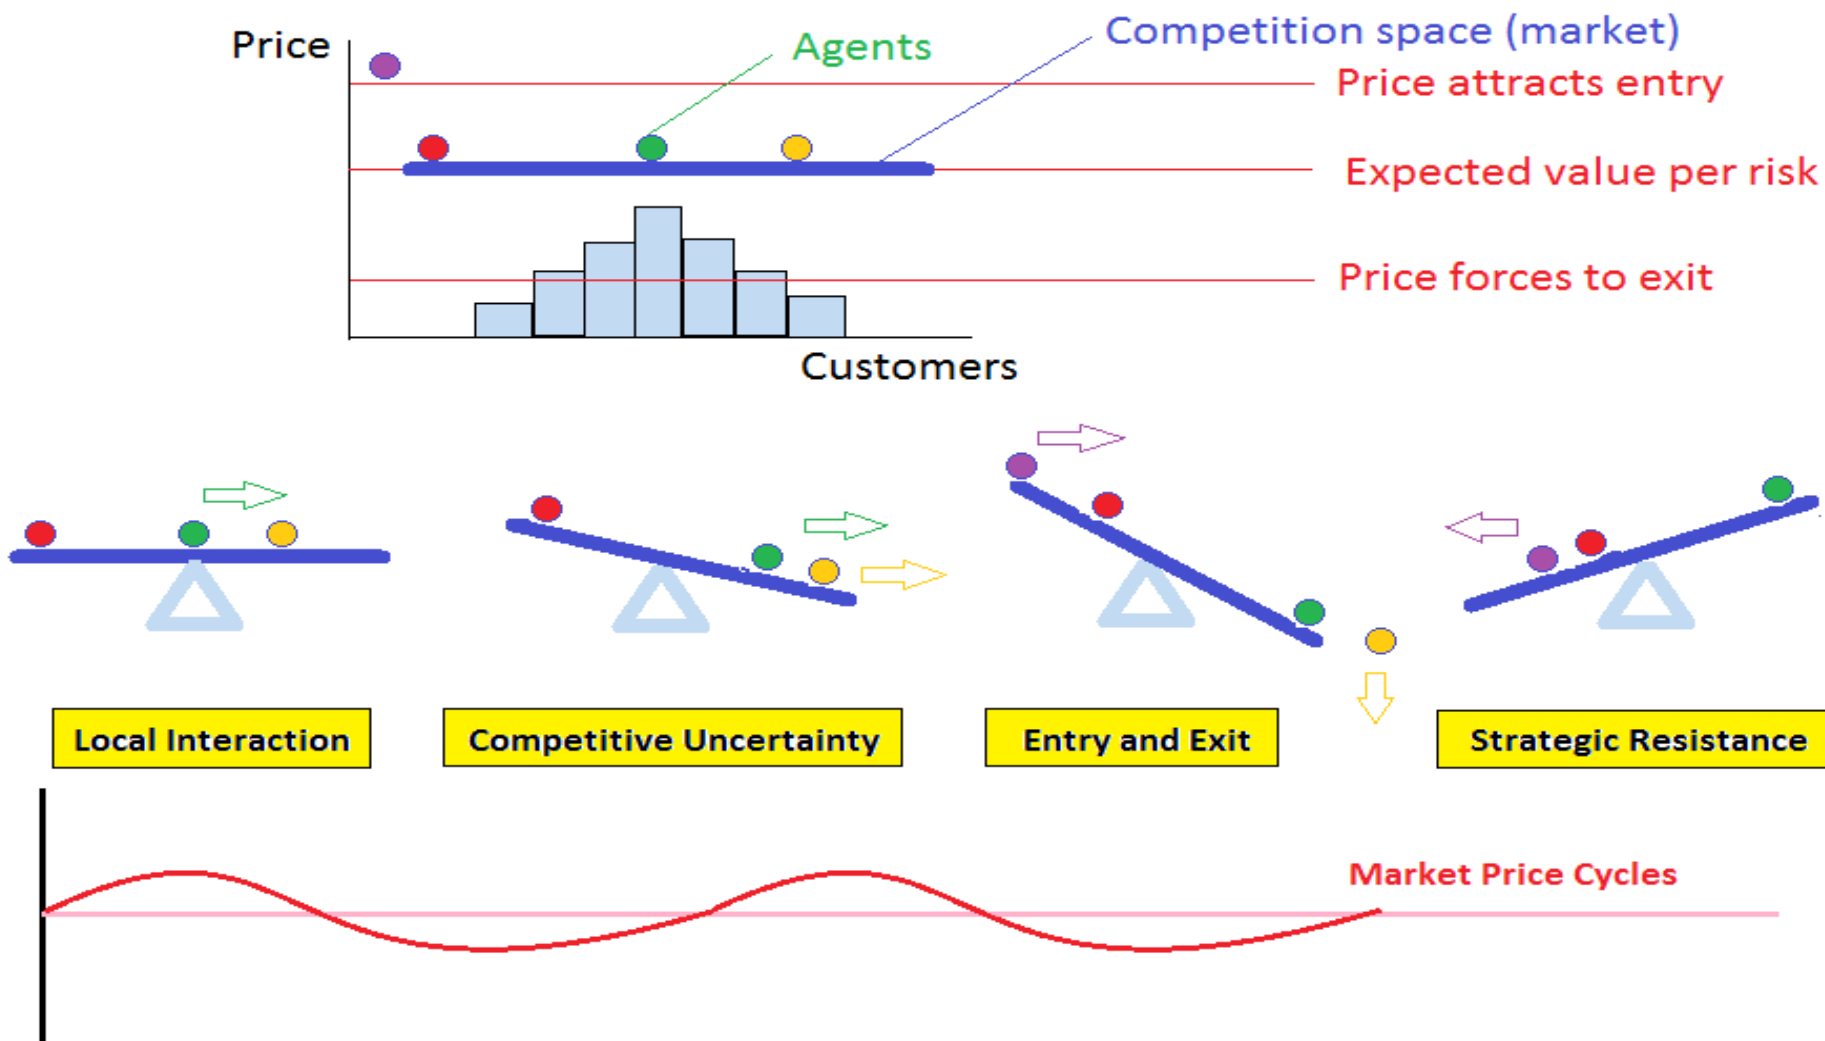 Price
Agents
Competition space (market)
Price attracts entry
Expected value per risk
Price forces to exit
Customers
Local Interaction
Competitive Uncertainty
Entry and Exit
Strategic Resistance
Market Price Cycles